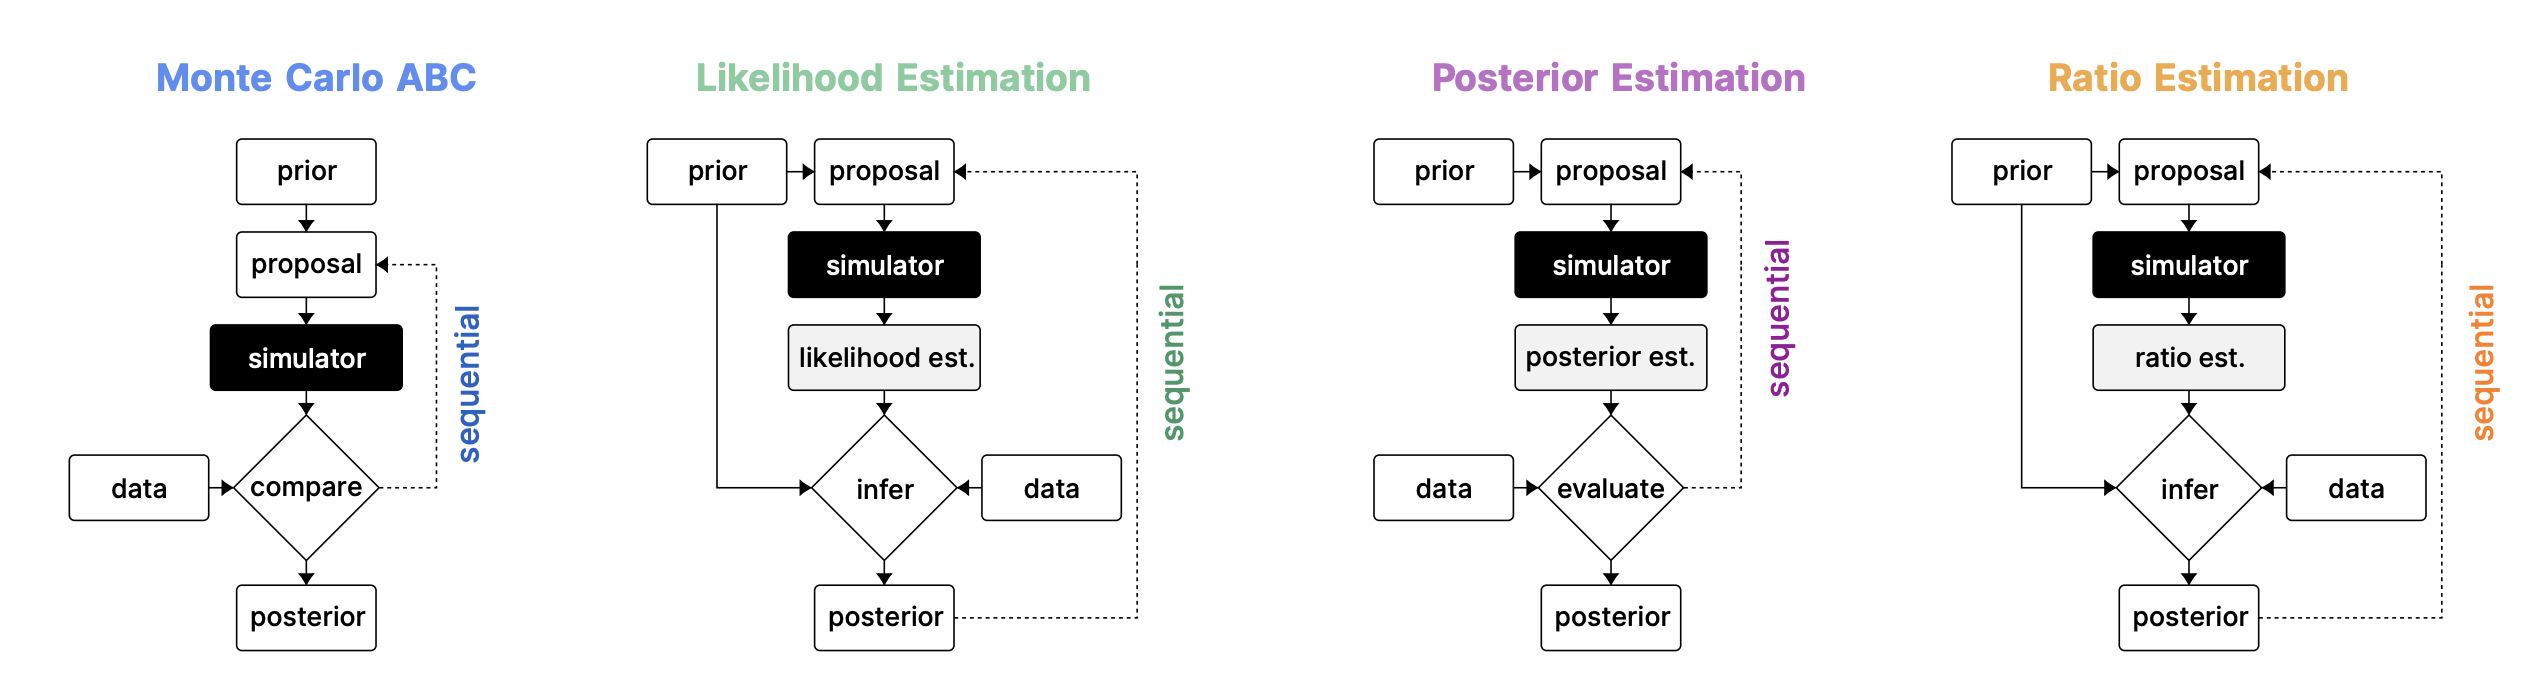 Monte Carlo ABC
prior
proposal
simulator
sequential
data
compare
posterior
Likelihood Estimation
prior
proposal
simulator
likelihood est.
sequential
infer
data
posterior
Posterior Estimation
prior
proposal
simulator
sequential
posterior est.
data
evaluate
posterior
Ratio Estimation
prior
proposal
simulator
ratio est.
sequential
infer
data
posterior